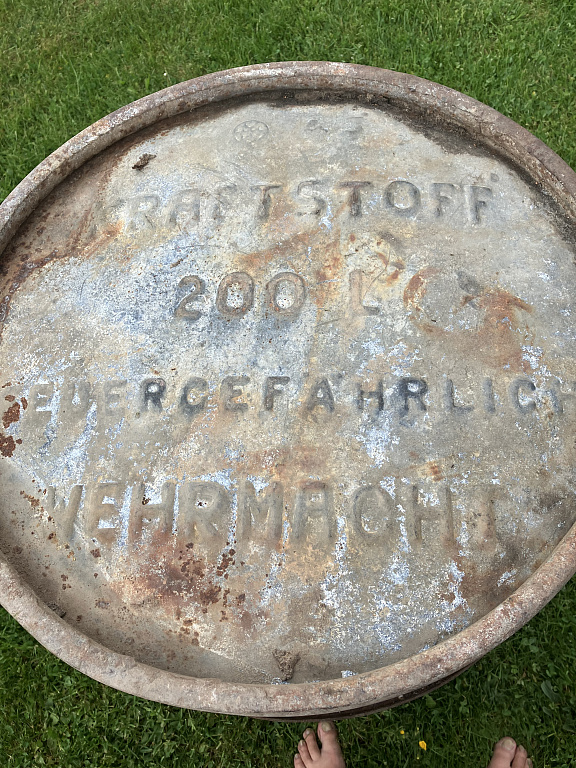 KRAFTSTOFF
200 L
FEUERGEFÄHRLICH
WEHRMACHT